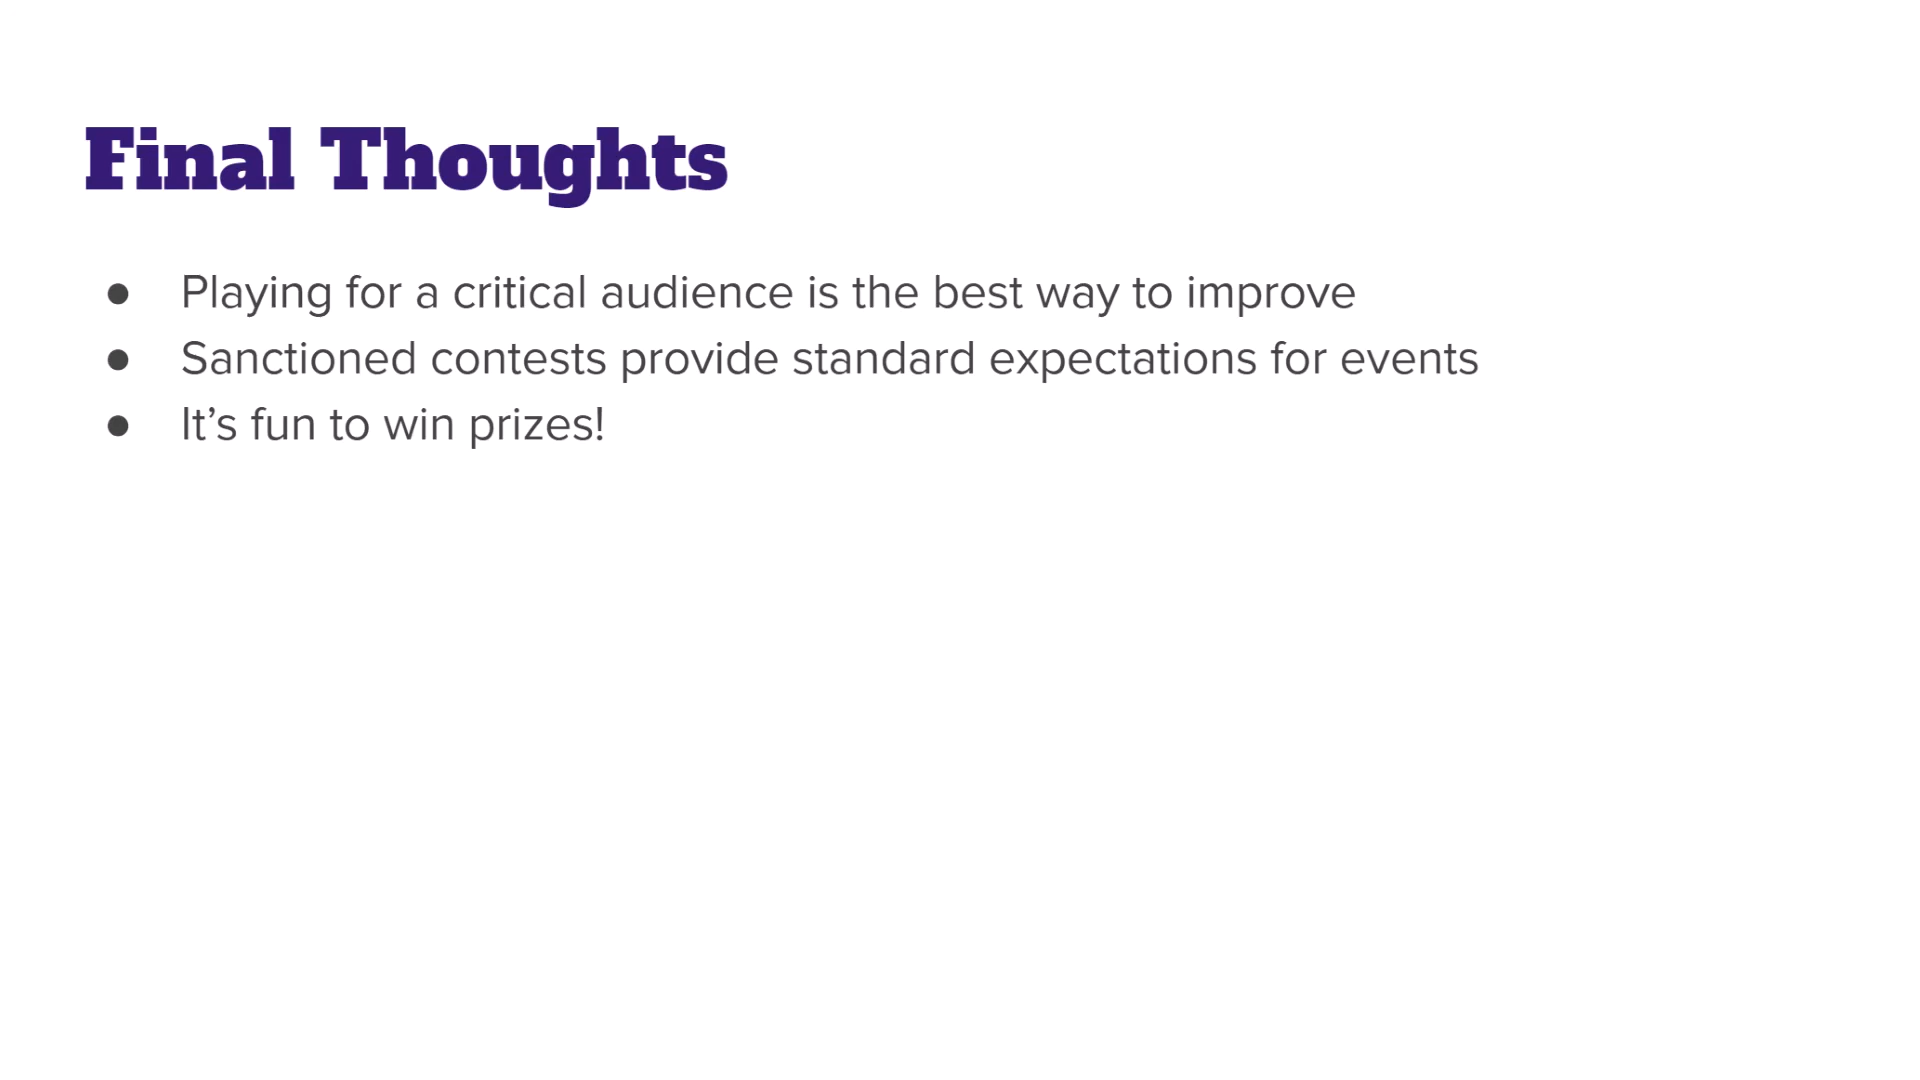 Final Thoughts
● Playing for a critical audience is the best way to improve
● Sanctioned contests provide standard expectations for events
● It’s fun to win prizes!